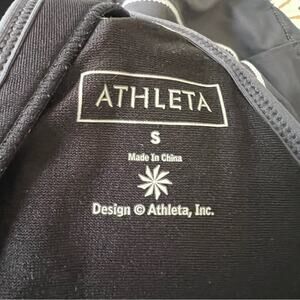 ATHLETA
S
Made In China
Design © Athleta, Inc.